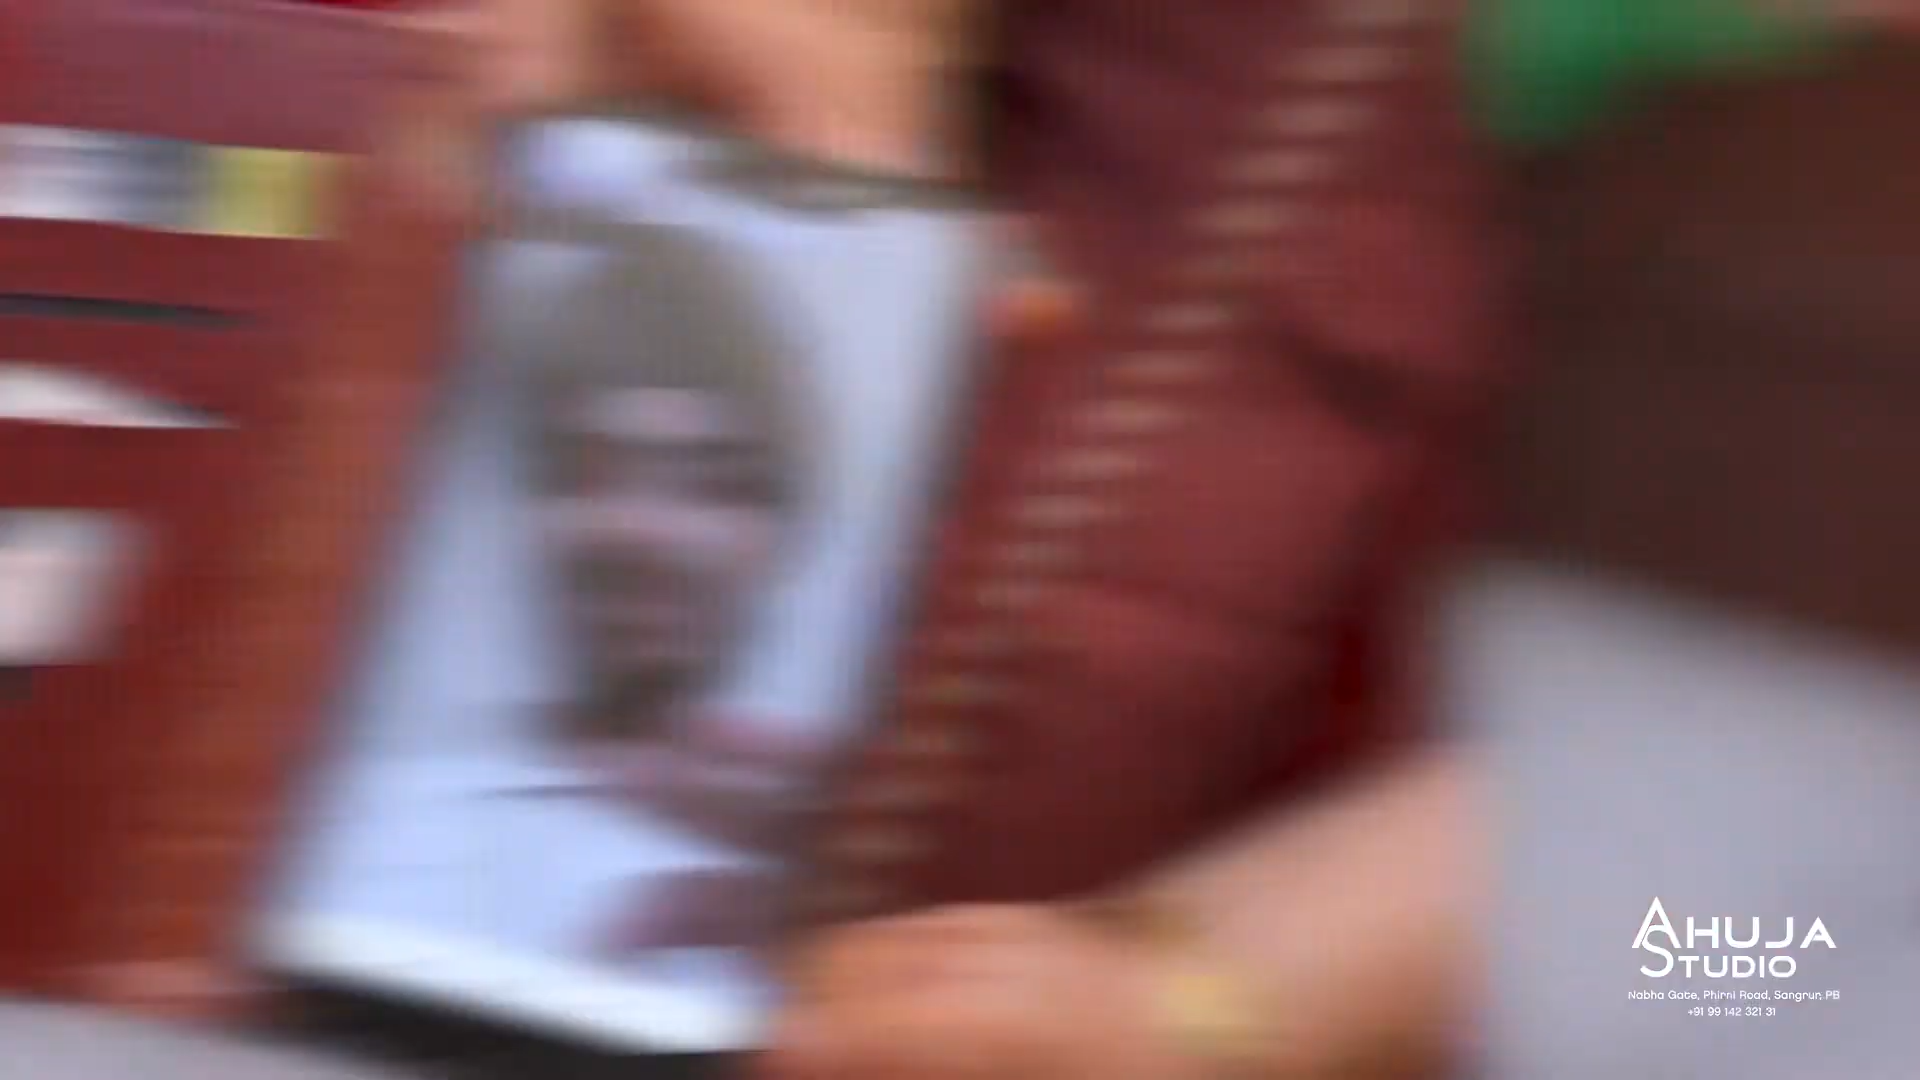 AHUJA
STUDIO
Nabha Gate, Phirni Road, Sangrur, PB
+91 99 142 321 31